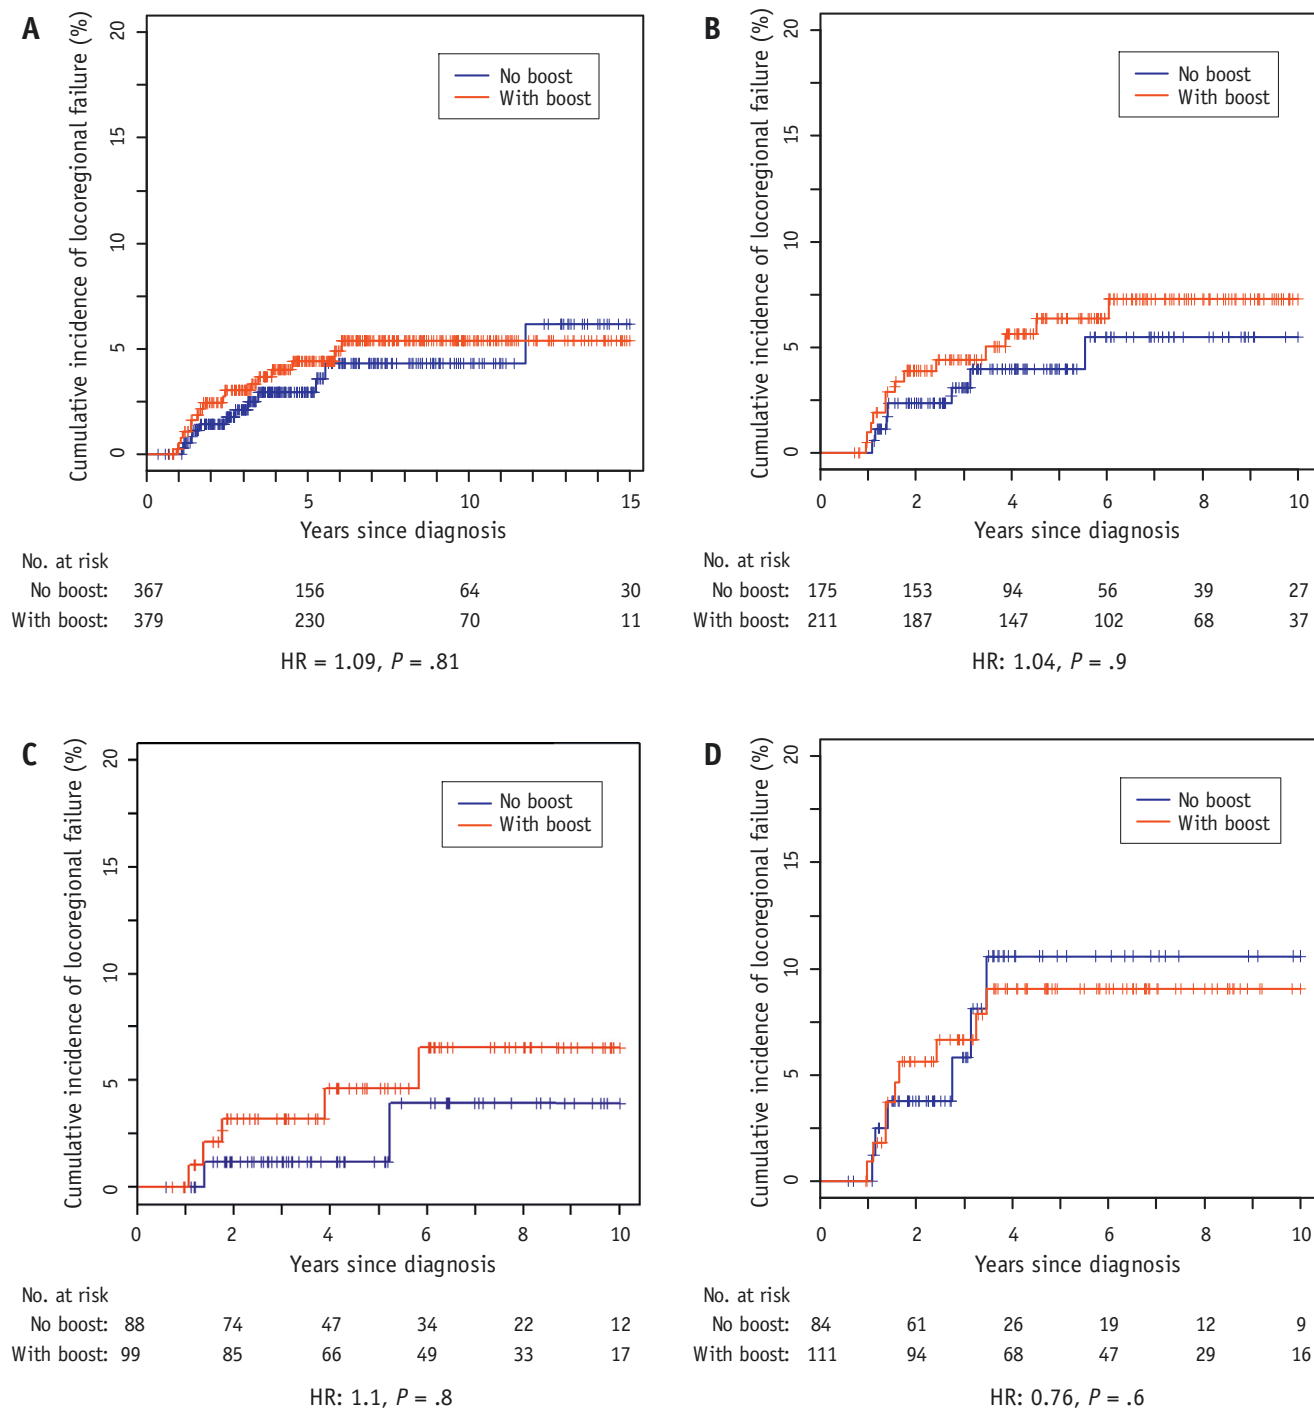 A
Cumulative incidence of locoregional failure (%)
20
15
10
5
0
No boost
With boost
0 5 10 15
Years since diagnosis
No. at risk
No boost: 367 156 64 30
With boost: 379 230 70 11
HR = 1.09, P = .81
B
Cumulative incidence of locoregional failure (%)
20
15
10
5
0
No boost
With boost
0 2 4 6 8 10
Years since diagnosis
No. at risk
No boost: 175 153 94 56 39 27
With boost: 211 187 147 102 68 37
HR: 1.04, P = .9
C
Cumulative incidence of locoregional failure (%)
20
15
10
5
0
No boost
With boost
0 2 4 6 8 10
Years since diagnosis
No. at risk
No boost: 88 74 47 34 22 12
With boost: 99 85 66 49 33 17
HR: 1.1, P = .8
D
Cumulative incidence of locoregional failure (%)
20
15
10
5
0
No boost
With boost
0 2 4 6 8 10
Years since diagnosis
No. at risk
No boost: 84 61 26 19 12 9
With boost: 111 94 68 47 29 16
HR: 0.76, P = .6